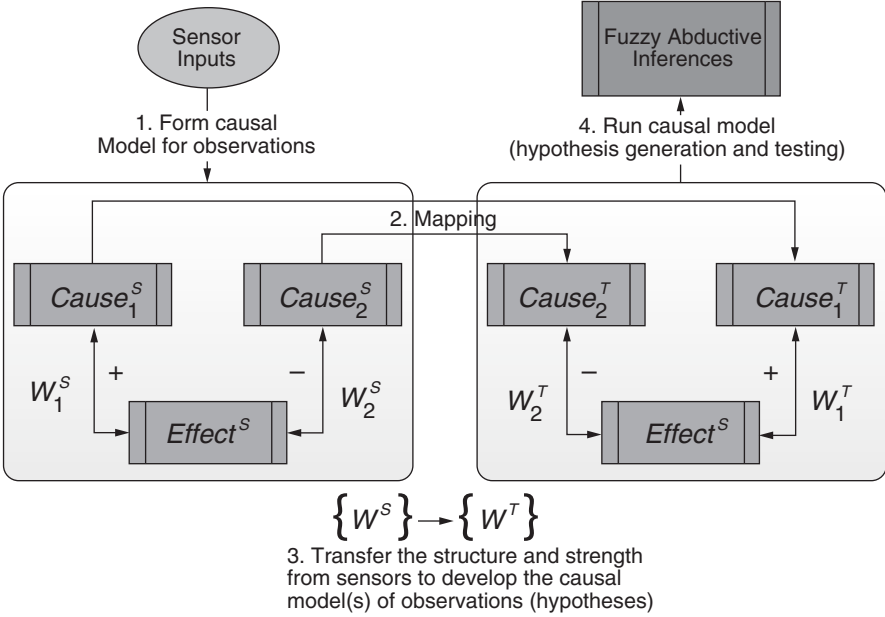 Sensor
Inputs
Fuzzy Abductive
Inferences
1. Form causal
Model for observations
4. Run causal model
(hypothesis generation and testing)
2. Mapping
Cause₁ˢ
Cause₂ˢ
Cause₂ᵀ
Cause₁ᵀ
W₁ˢ
+
−
W₂ˢ
W₂ᵀ
−
+
W₁ᵀ
Effectˢ
Effectˢ
{Wˢ} → {Wᵀ}
3. Transfer the structure and strength
from sensors to develop the causal
model(s) of observations (hypotheses)